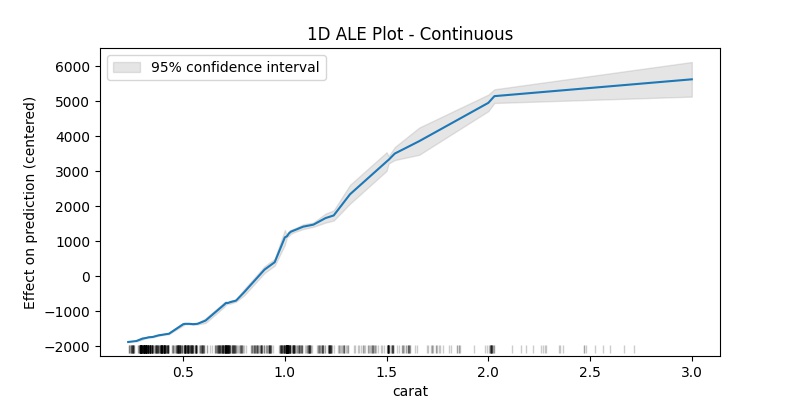 1D ALE Plot - Continuous
95% confidence interval
Effect on prediction (centered)
6000
5000
4000
3000
2000
1000
0
−1000
−2000
0.5 1.0 1.5 2.0 2.5 3.0
carat